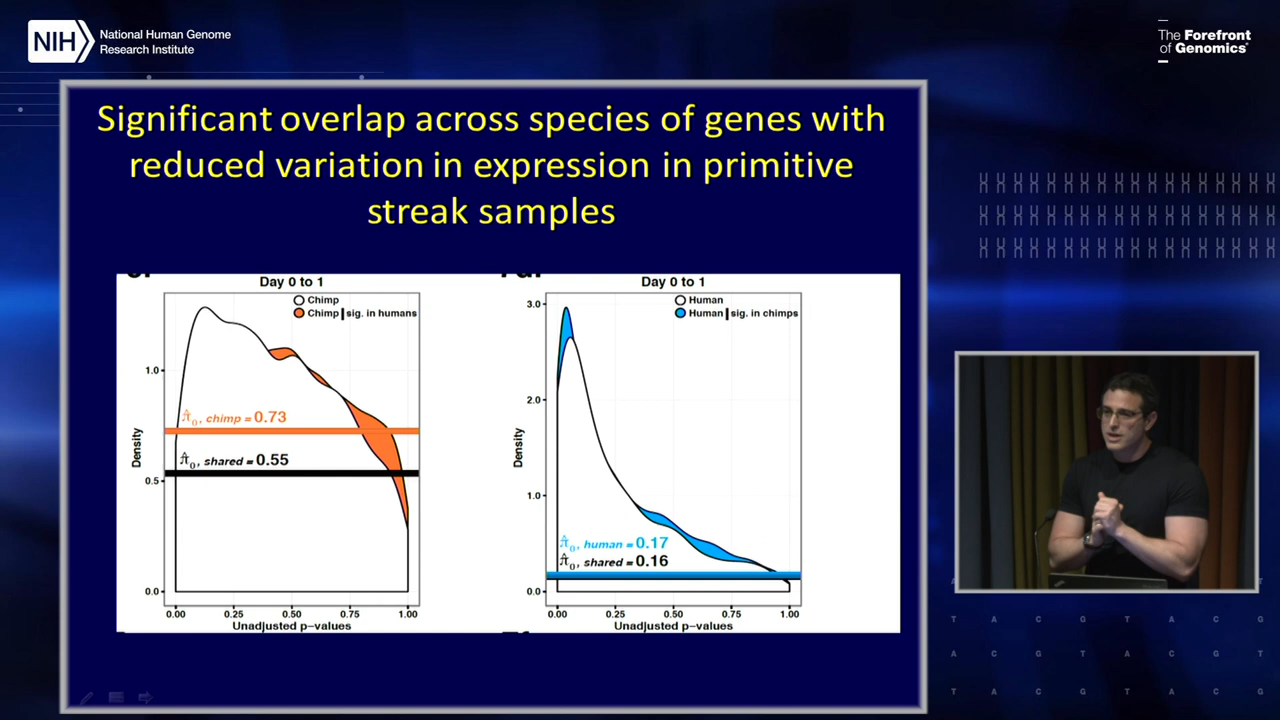 NIH
National Human Genome
Research Institute
The Forefront
of Genomics
Significant overlap across species of genes with
reduced variation in expression in primitive
streak samples
Day 0 to 1
Chimp
Chimp | sig. in humans
1.0
0.5
0.0
Density
π̂0, chimp = 0.73
π̂0, shared = 0.55
0.00 0.25 0.50 0.75 1.00
Unadjusted p-values
Day 0 to 1
Human
Human | sig. in chimps
3.0
2.0
1.0
0.0
Density
π̂0, human = 0.17
π̂0, shared = 0.16
0.00 0.25 0.50 0.75 1.00
Unadjusted p-values
T A C G T A C G T
A C G T A C G T
T A C G T A C G